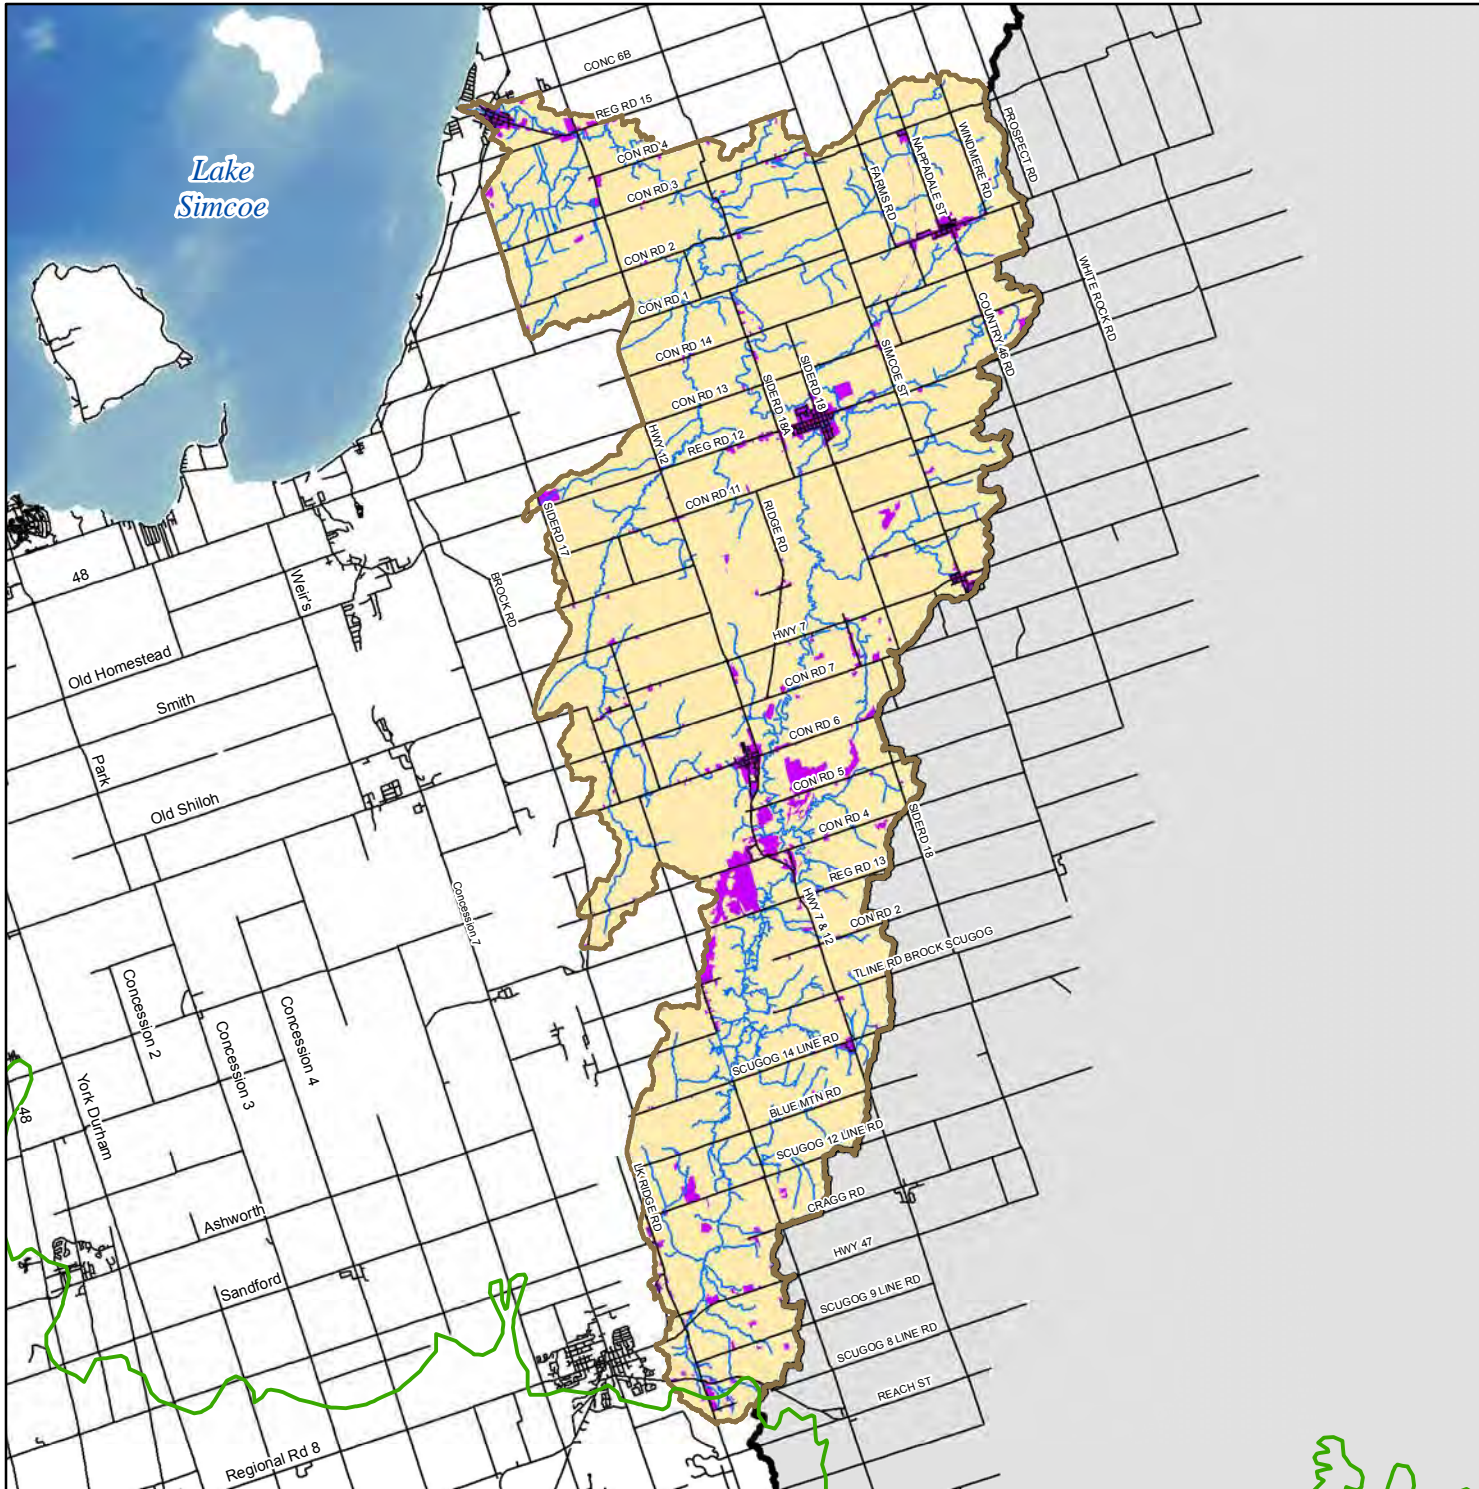 CONC 6B
REG RD 15
CON RD 4
CON RD 3
CON RD 2
CON RD 1
CON RD 14
CON RD 13
REG RD 12
CON RD 11
Lake
Simcoe
PROSPECT RD
WINDMERE RD
NAPPADALE ST
FARMS RD
WHITE ROCK RD
COUNTRY 46 RD
SIMCOE ST
SIDERD 18
SIDERD 18A
HWY 12
SIDERD 17
RIDGE RD
BROCK RD
48
Weir's
Old Homestead
Smith
Park
Old Shiloh
HWY 7
CON RD 7
CON RD 6
CON RD 5
CON RD 4
SIDERD 18
REG RD 13
HWY 7 & 12
CON RD 2
TLINE RD BROCK SCUGOG
Concession 7
Concession 2
Concession 3
Concession 4
York Durham
48
SCUGOG 14 LINE RD
BLUE MTN RD
SCUGOG 12 LINE RD
CRAGG RD
LK RIDGE RD
HWY 47
Ashworth
Sandford
SCUGOG 9 LINE RD
SCUGOG 8 LINE RD
REACH ST
Regional Rd 8